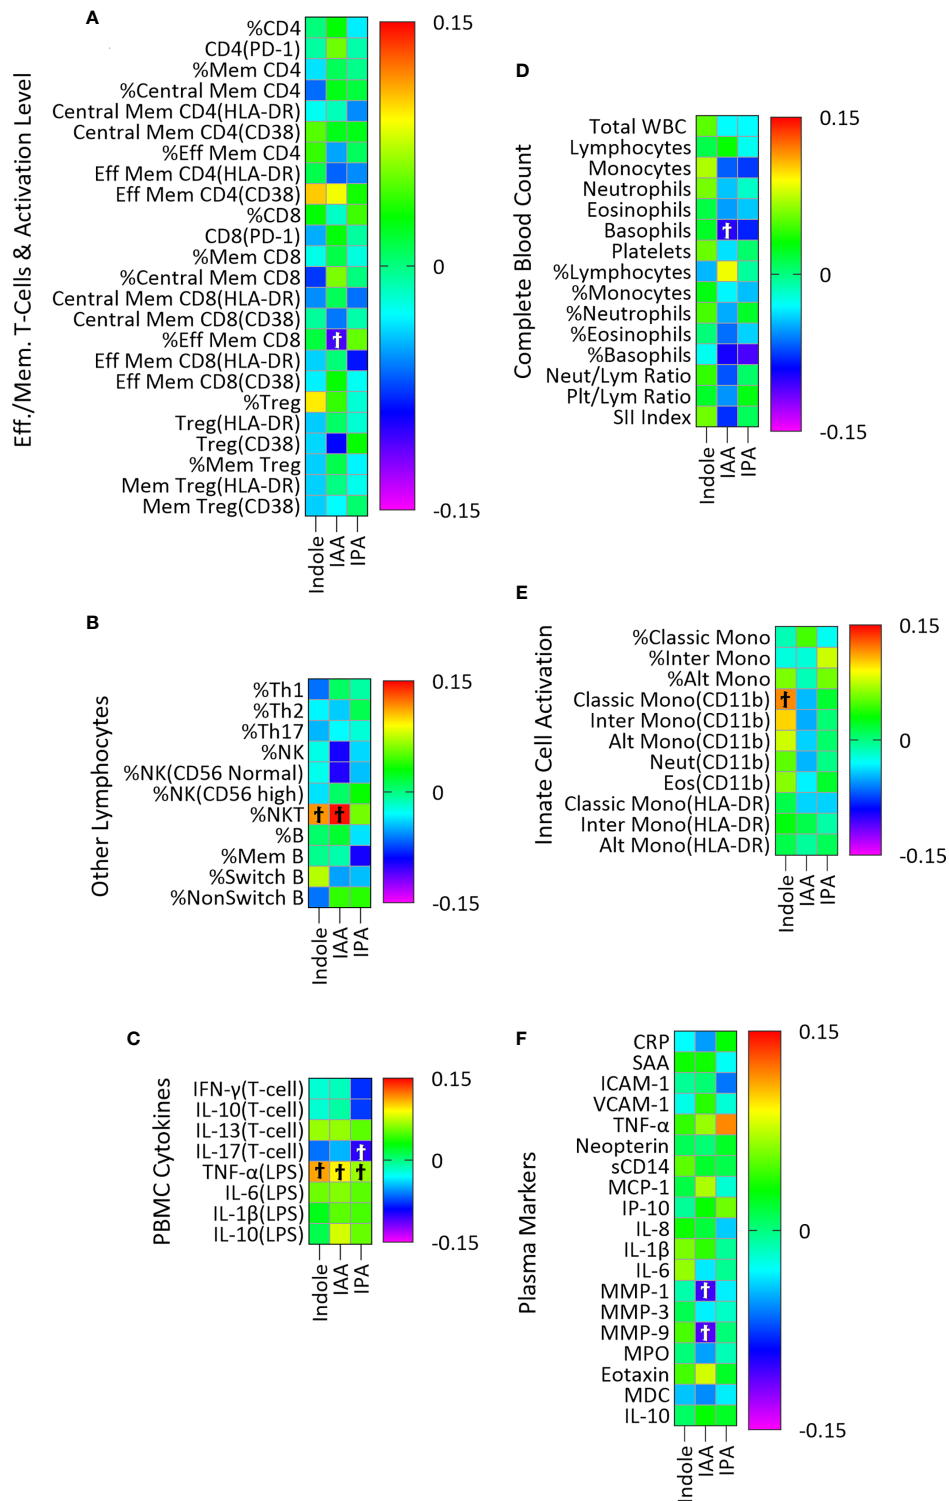 A
Eff./Mem. T-Cells & Activation Level
%CD4
CD4(PD-1)
%Mem CD4
%Central Mem CD4
Central Mem CD4(HLA-DR)
Central Mem CD4(CD38)
%Eff Mem CD4
Eff Mem CD4(HLA-DR)
Eff Mem CD4(CD38)
%CD8
CD8(PD-1)
%Mem CD8
%Central Mem CD8
Central Mem CD8(HLA-DR)
Central Mem CD8(CD38)
%Eff Mem CD8
†
Eff Mem CD8(HLA-DR)
Eff Mem CD8(CD38)
%Treg
Treg(HLA-DR)
Treg(CD38)
%Mem Treg
Mem Treg(HLA-DR)
Mem Treg(CD38)
Indole
IAA
IPA
0.15
0
-0.15
B
Other Lymphocytes
%Th1
%Th2
%Th17
%NK
%NK(CD56 Normal)
%NK(CD56 high)
%NKT
† †
%B
%Mem B
%Switch B
%NonSwitch B
Indole
IAA
IPA
0.15
0
-0.15
C
PBMC Cytokines
IFN-γ(T-cell)
IL-10(T-cell)
IL-13(T-cell)
IL-17(T-cell)
†
TNF-α(LPS)
† † †
IL-6(LPS)
IL-1β(LPS)
IL-10(LPS)
Indole
IAA
IPA
0.15
0
-0.15
D
Complete Blood Count
Total WBC
Lymphocytes
Monocytes
Neutrophils
Eosinophils
Basophils
†
Platelets
%Lymphocytes
%Monocytes
%Neutrophils
%Eosinophils
%Basophils
Neut/Lym Ratio
Plt/Lym Ratio
SII Index
Indole
IAA
IPA
0.15
0
-0.15
E
Innate Cell Activation
%Classic Mono
%Inter Mono
%Alt Mono
Classic Mono(CD11b)
†
Inter Mono(CD11b)
Alt Mono(CD11b)
Neut(CD11b)
Eos(CD11b)
Classic Mono(HLA-DR)
Inter Mono(HLA-DR)
Alt Mono(HLA-DR)
Indole
IAA
IPA
0.15
0
-0.15
F
Plasma Markers
CRP
SAA
ICAM-1
VCAM-1
TNF-α
Neopterin
sCD14
MCP-1
IP-10
IL-8
IL-1β
IL-6
MMP-1
†
MMP-3
MMP-9
†
MPO
Eotaxin
MDC
IL-10
Indole
IAA
IPA
0.15
0
-0.15